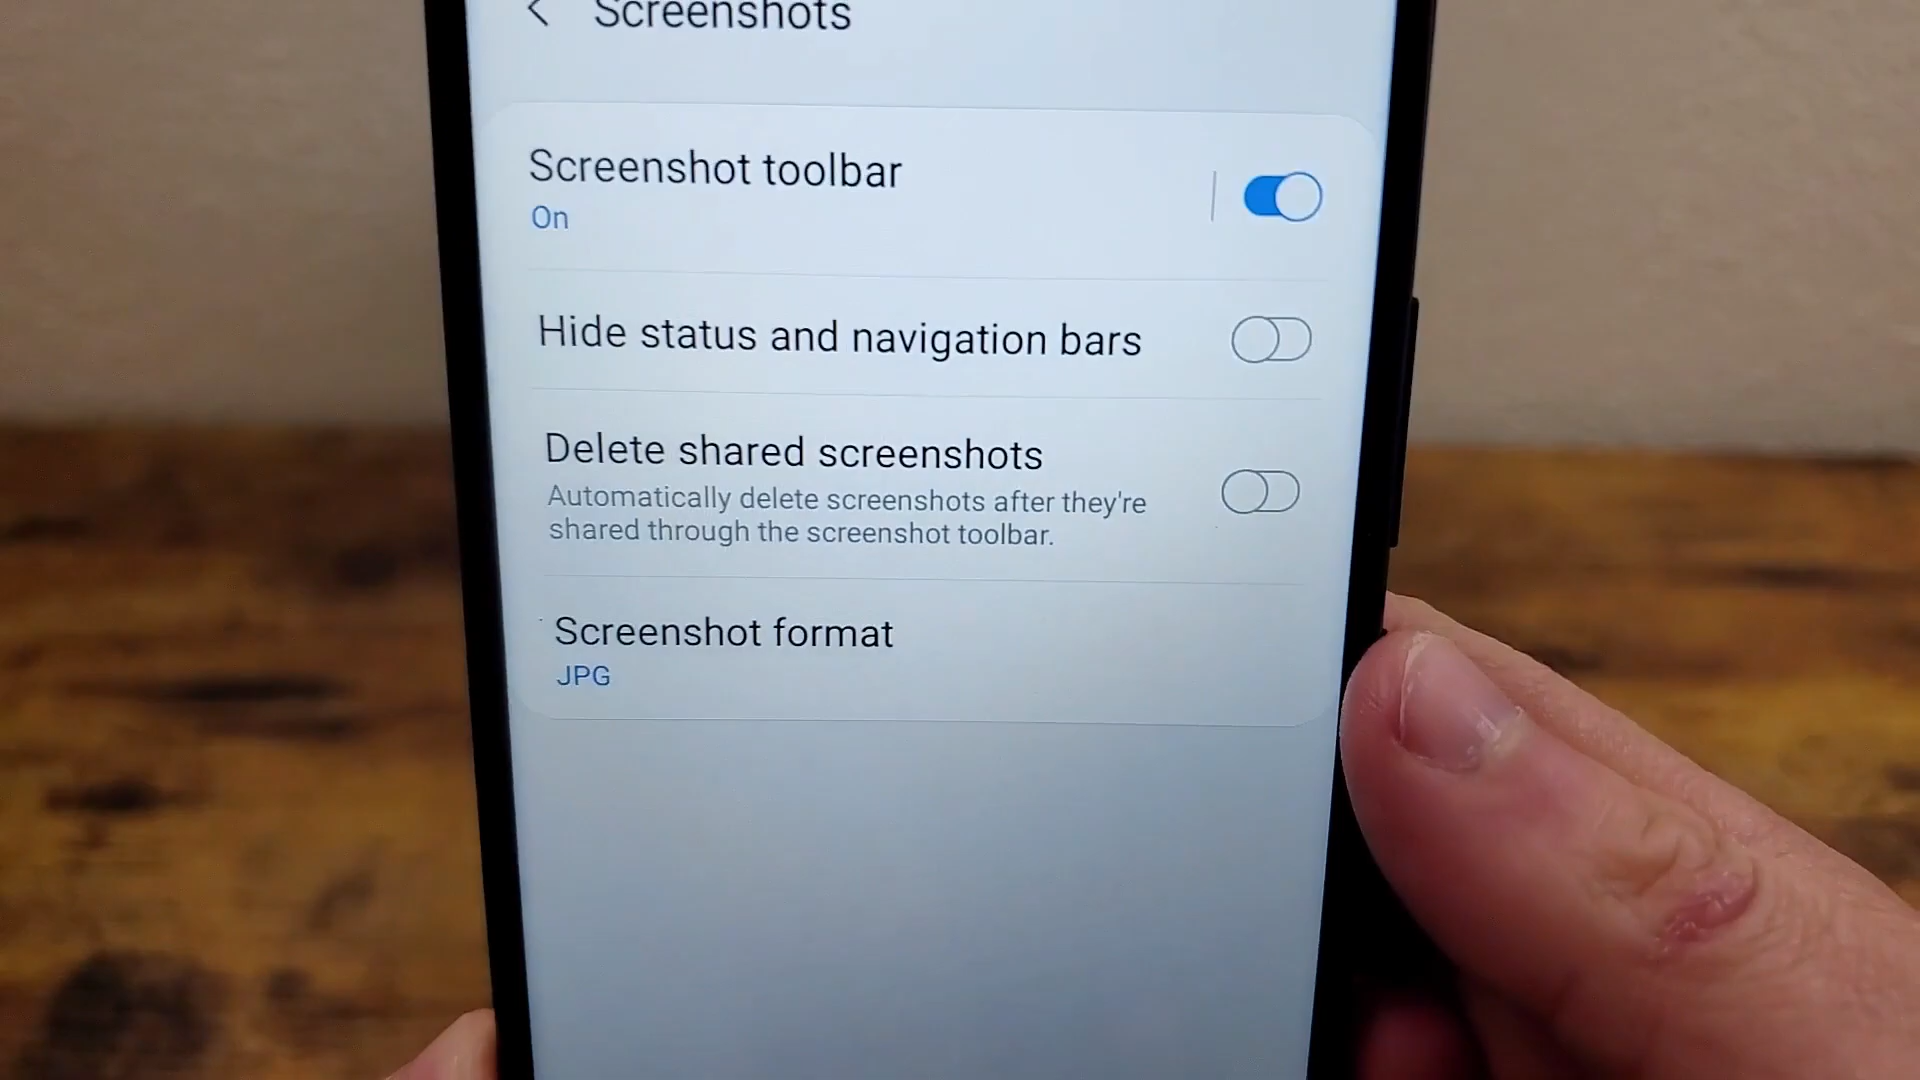 Screenshots
Screenshot toolbar
On
Hide status and navigation bars
Delete shared screenshots
Automatically delete screenshots after they're
shared through the screenshot toolbar.
Screenshot format
JPG